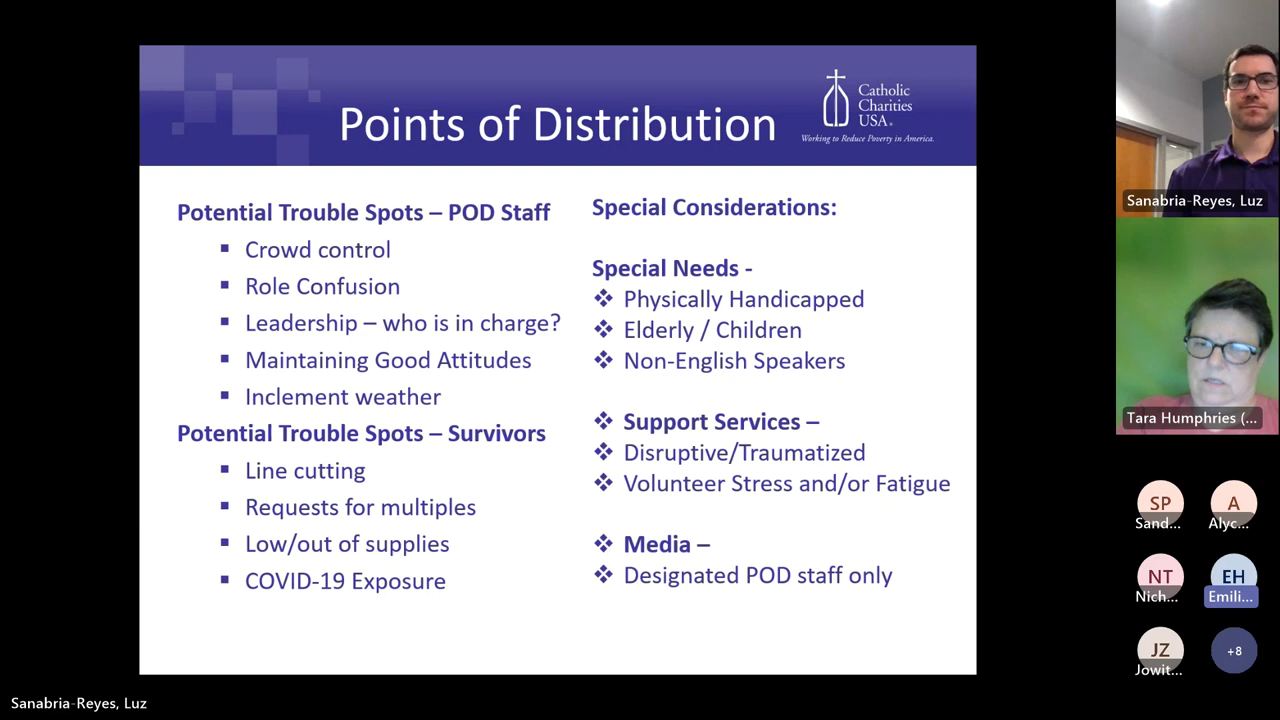 Points of Distribution
Catholic
Charities
USA®
Working to Reduce Poverty in America.
Potential Trouble Spots – POD Staff
Crowd control
Role Confusion
Leadership – who is in charge?
Maintaining Good Attitudes
Inclement weather
Potential Trouble Spots – Survivors
Line cutting
Requests for multiples
Low/out of supplies
COVID-19 Exposure
Special Considerations:
Special Needs -
Physically Handicapped
Elderly / Children
Non-English Speakers
Support Services –
Disruptive/Traumatized
Volunteer Stress and/or Fatigue
Media –
Designated POD staff only
Sanabria-Reyes, Luz
Tara Humphries (...
SP
Sand...
A
Alyc...
NT
Nich...
EH
Emili...
JZ
Jowit...
+8
Sanabria-Reyes, Luz